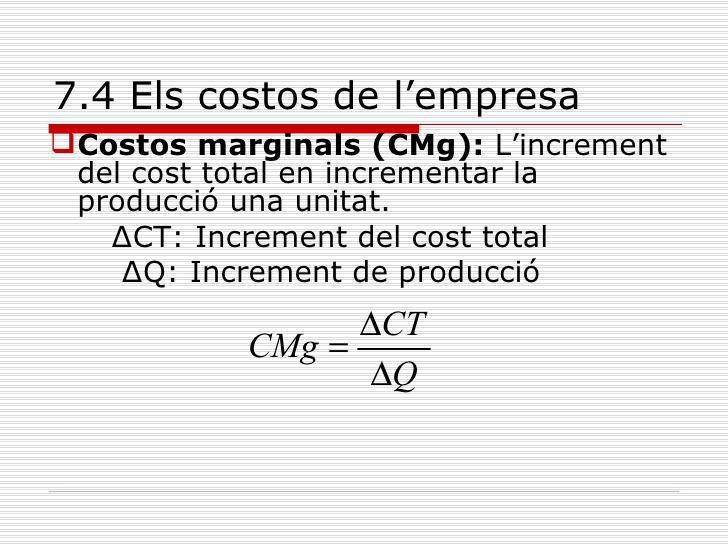 7.4 Els costos de l’empresa
Costos marginals (CMg): L’increment
del cost total en incrementar la
producció una unitat.
ΔCT: Increment del cost total
ΔQ: Increment de producció
CMg = ΔCT / ΔQ